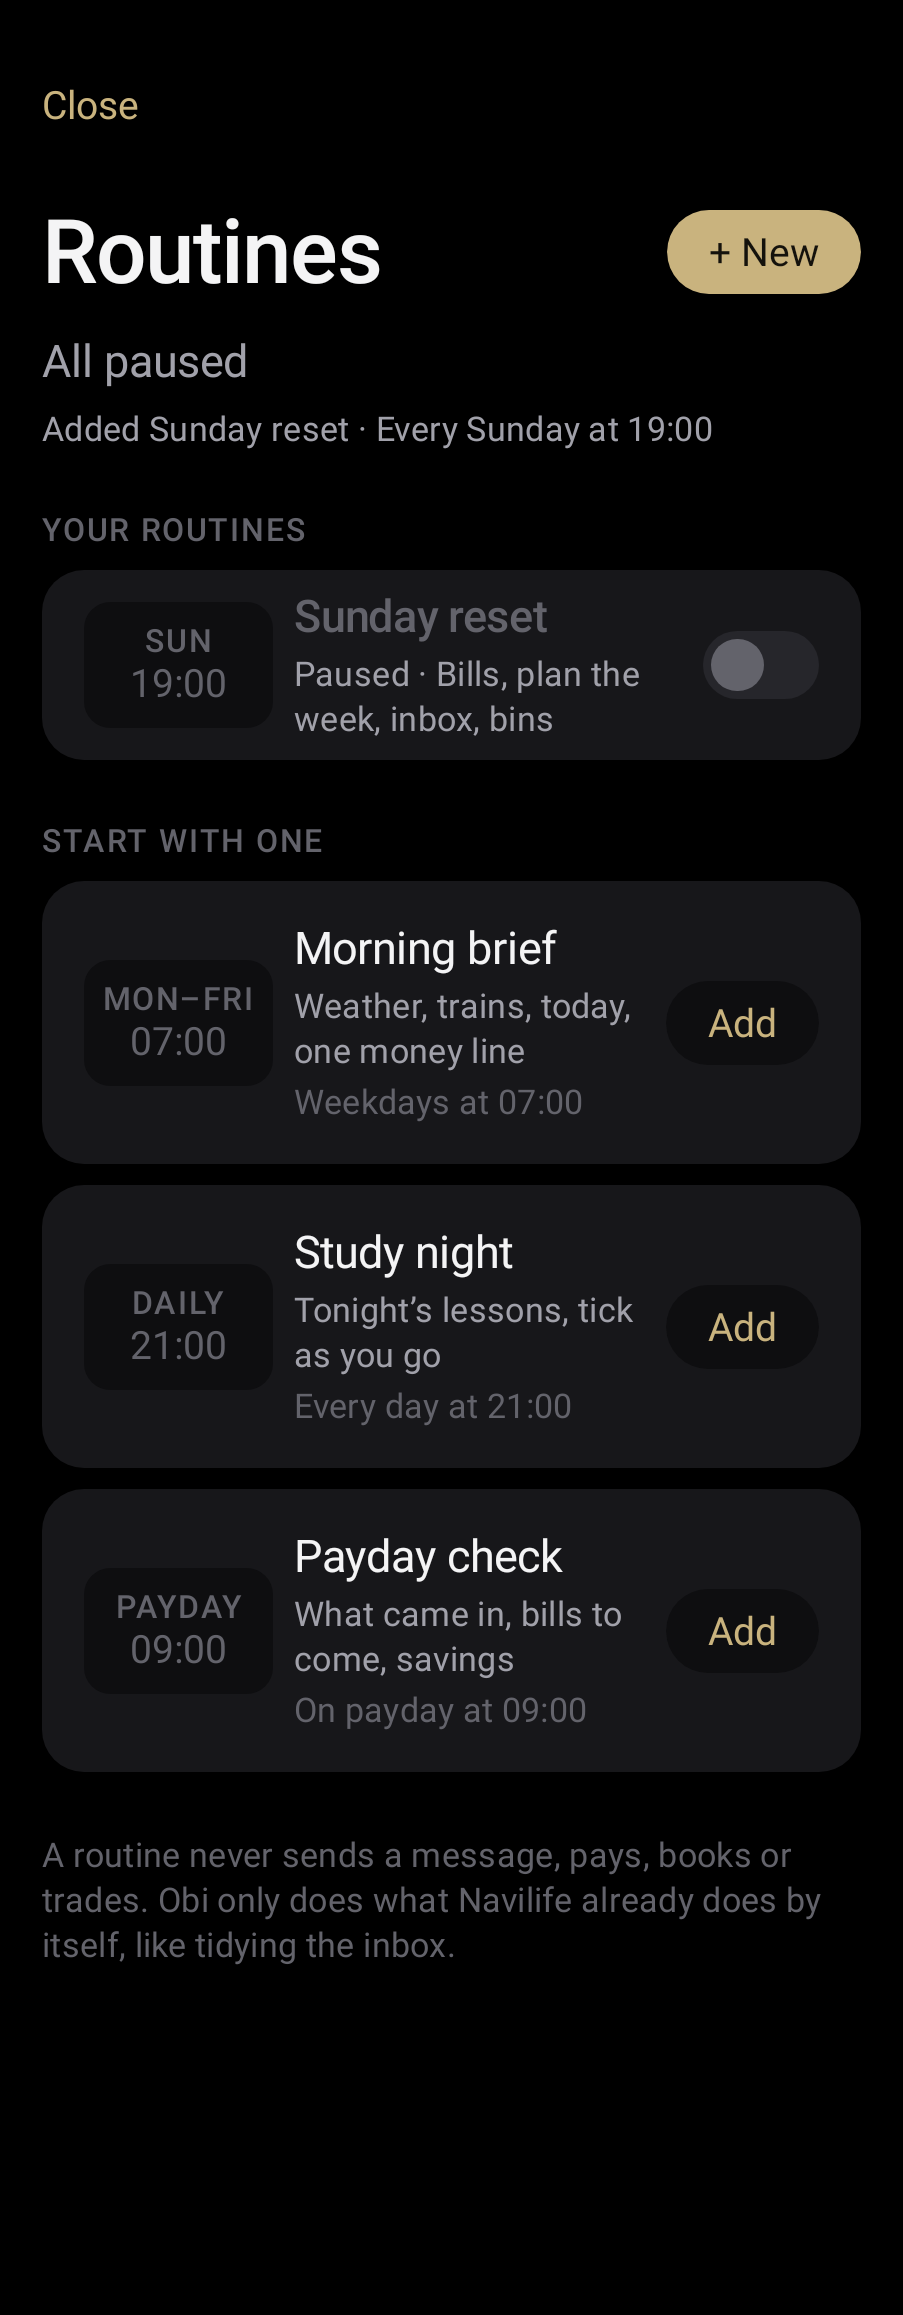 Close
Routines
+ New
All paused
Added Sunday reset · Every Sunday at 19:00
YOUR ROUTINES
SUN
19:00
Sunday reset
Paused · Bills, plan the
week, inbox, bins
START WITH ONE
MON–FRI
07:00
Morning brief
Weather, trains, today,
one money line
Weekdays at 07:00
Add
DAILY
21:00
Study night
Tonight’s lessons, tick
as you go
Every day at 21:00
Add
PAYDAY
09:00
Payday check
What came in, bills to
come, savings
On payday at 09:00
Add
A routine never sends a message, pays, books or
trades. Obi only does what Navilife already does by
itself, like tidying the inbox.